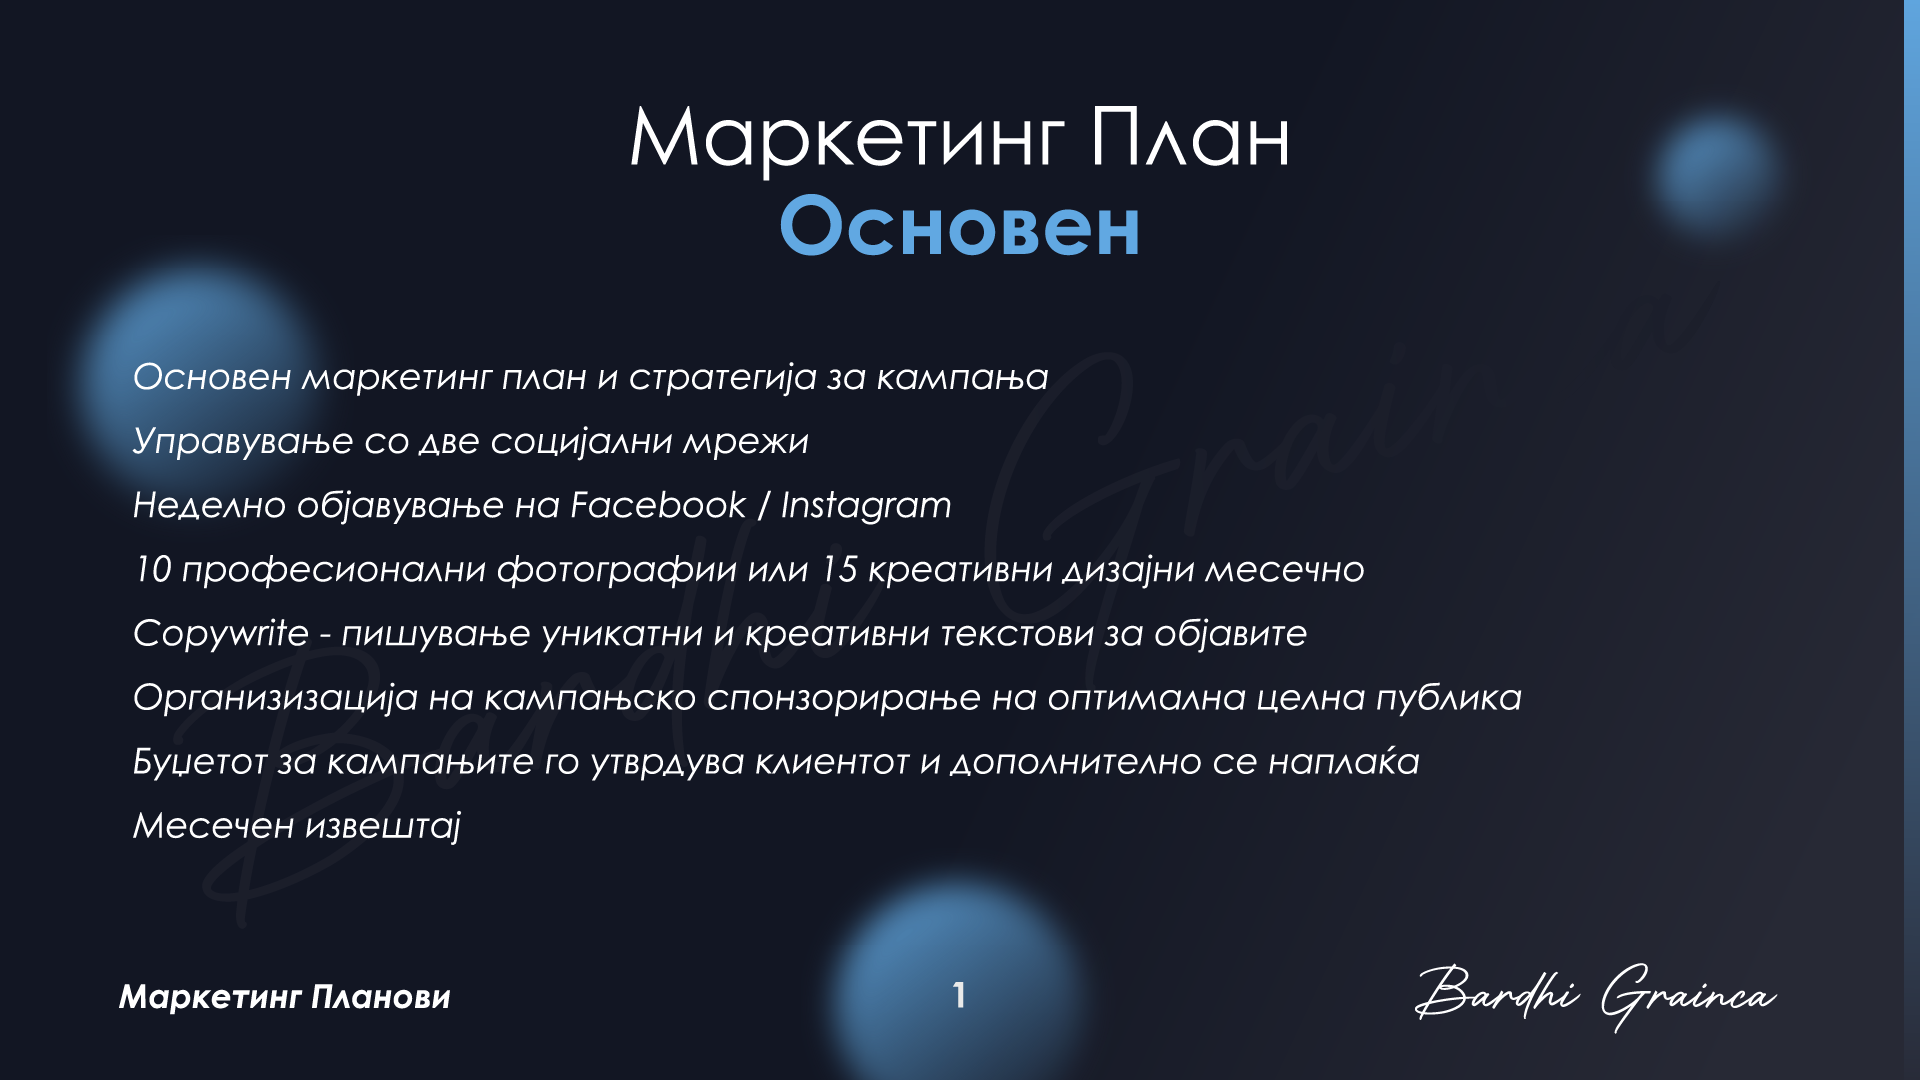 Маркетинг План
Основен
Основен маркетинг план и стратегија за кампања
Управување со две социјални мрежи
Неделно објавување на Facebook / Instagram
10 професионални фотографии или 15 креативни дизајни месечно
Copywrite - пишување уникатни и креативни текстови за објавите
Организизација на кампањско спонзорирање на оптимална целна публика
Буџетот за кампањите го утврдува клиентот и дополнително се наплаќа
Месечен извештај
Bardhi Grainca
Маркетинг Планови
1
Bardhi Grainca